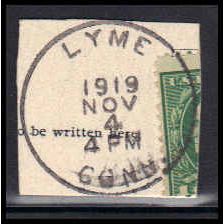 LYME
1919
NOV
4
4 PM
o be written here
CONN.